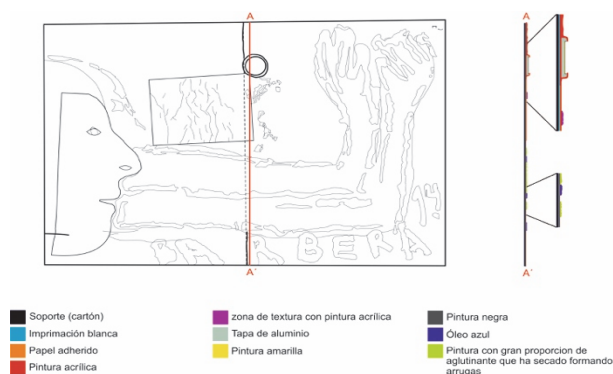 A
A
BARBERA
A´
A´
Soporte (cartón)
Imprimación blanca
Papel adherido
Pintura acrílica
zona de textura con pintura acrílica
Tapa de aluminio
Pintura amarilla
Pintura negra
Óleo azul
Pintura con gran proporcion de
aglutinante que ha secado formando
arrugas